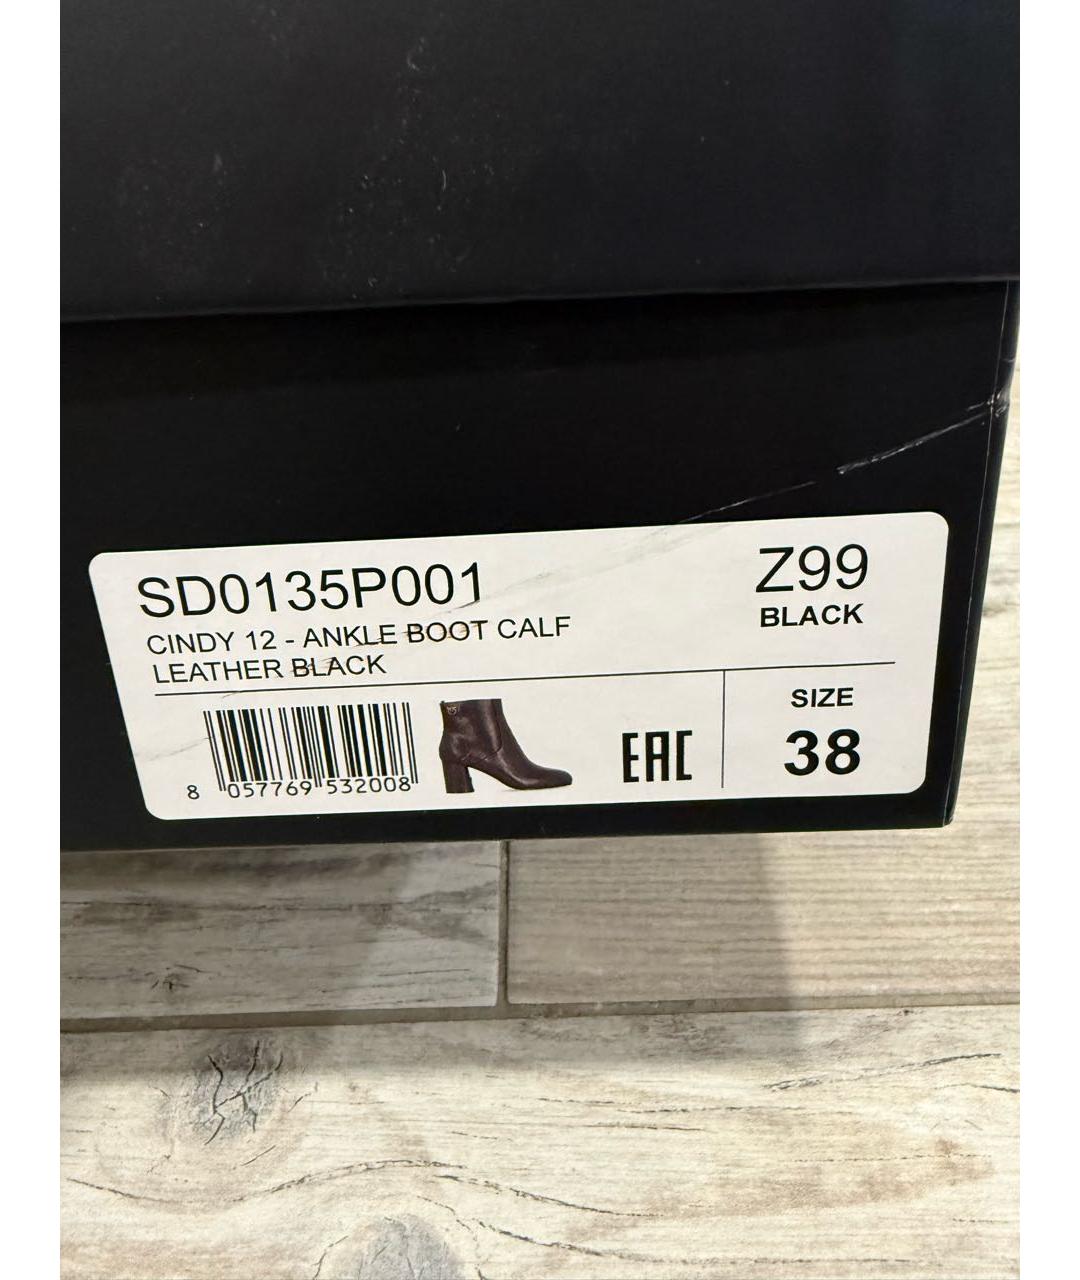 SD0135P001
CINDY 12 - ANKLE BOOT CALF
LEATHER BLACK
Z99
BLACK
8 057769 532008
EAC
SIZE
38